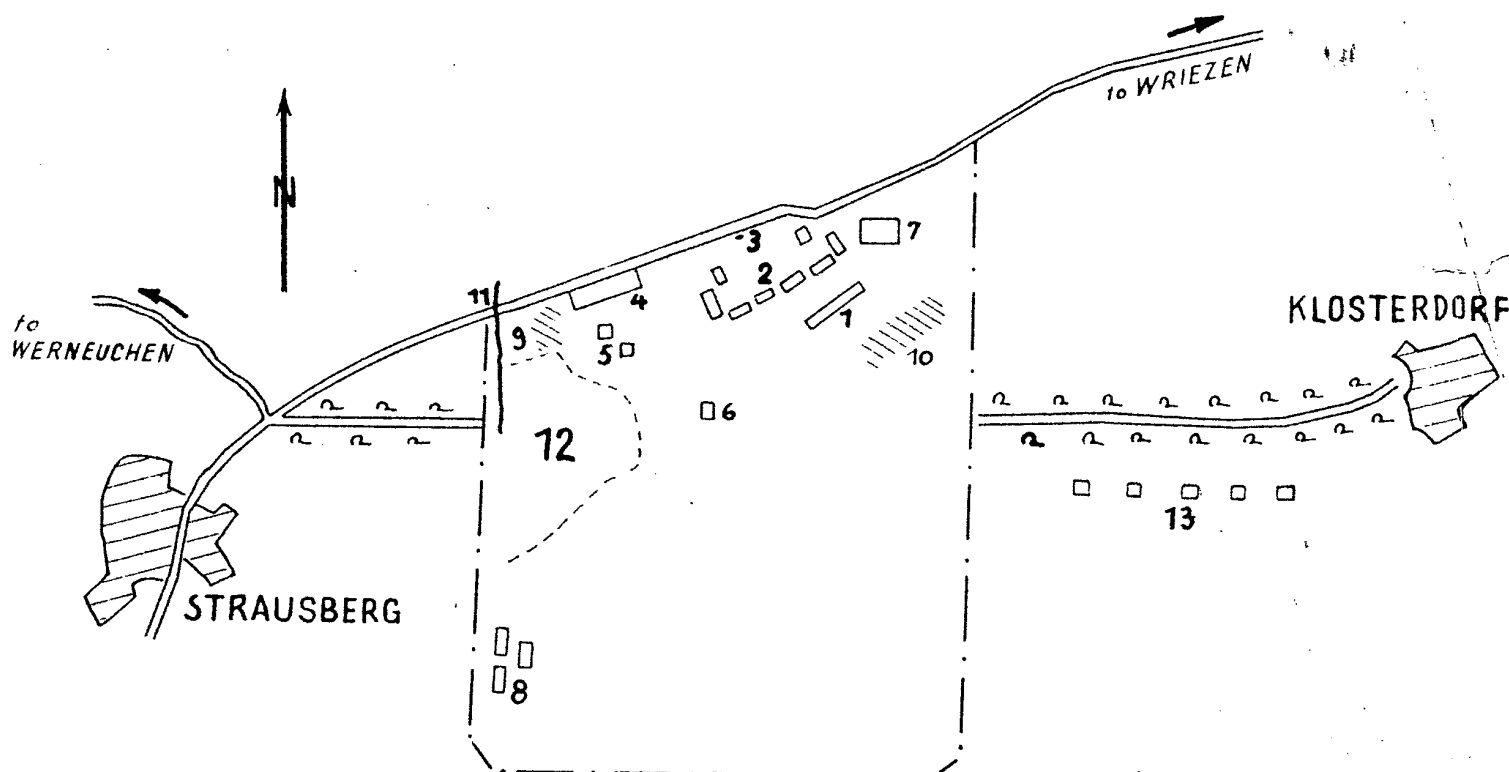 to WRIEZEN
N
-3
7
2
11
4
1
KLOSTERDORF
to
WERNEUCHEN
9
5
10
6
12
13
STRAUSBERG
8